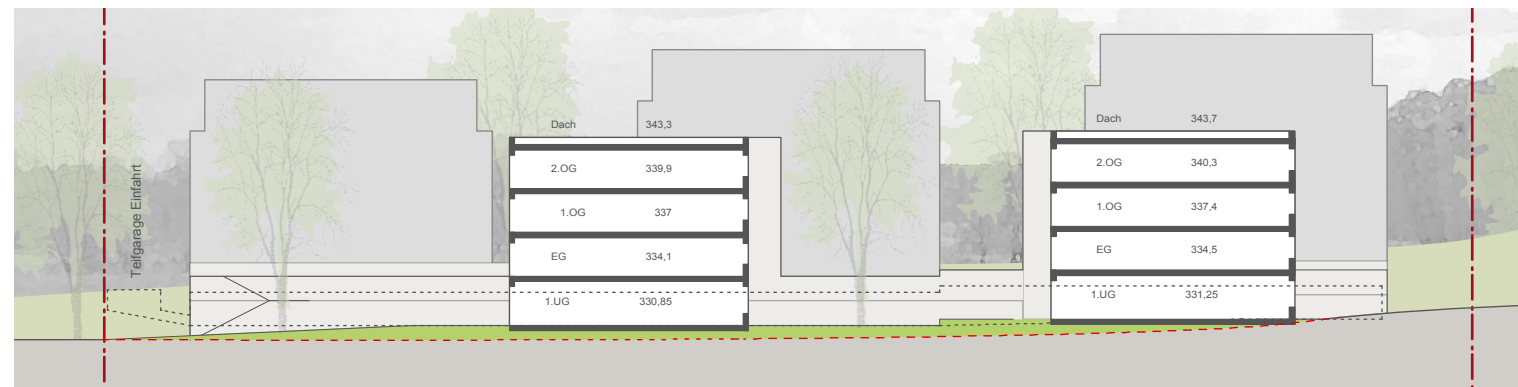 Teifgarage Einfahrt
Dach 343,3
2.OG 339,9
1.OG 337
EG 334,1
1.UG 330,85
Dach 343,7
2.OG 340,3
1.OG 337,4
EG 334,5
1.UG 331,25